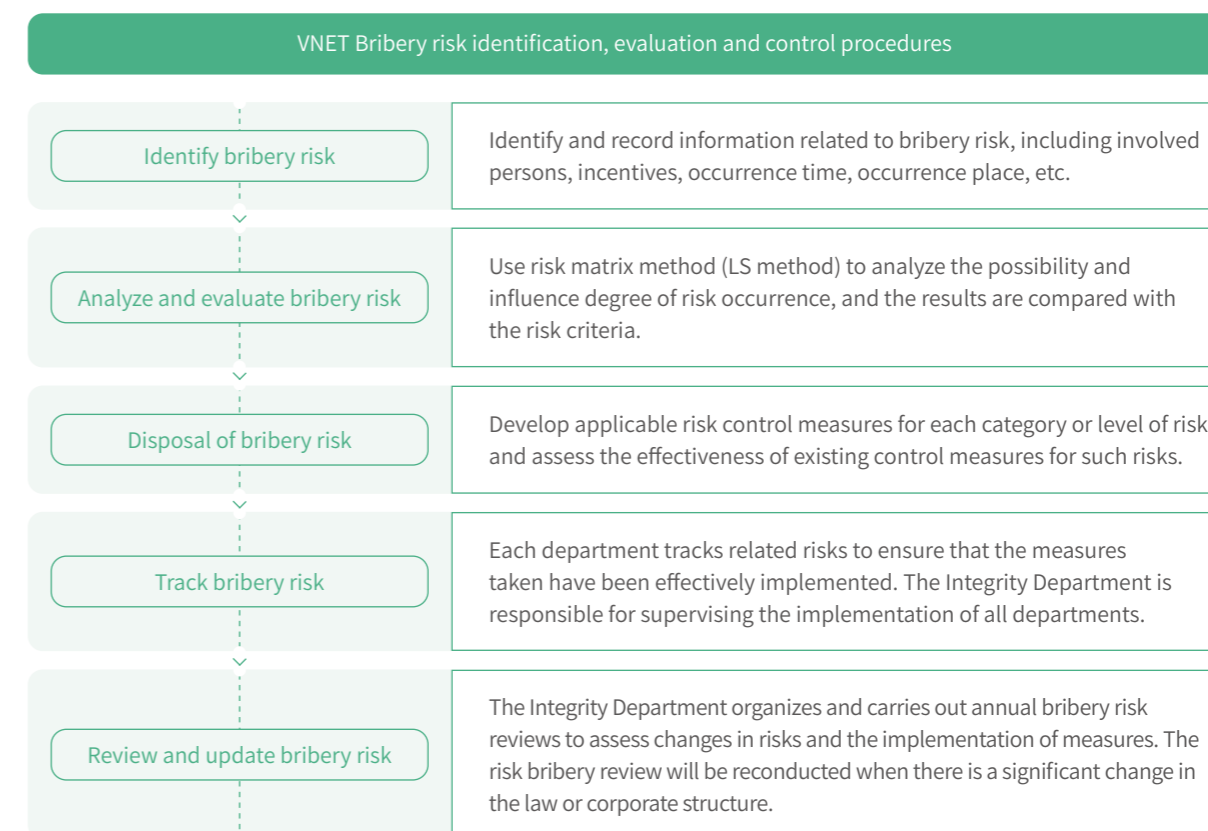 VNET Bribery risk identification, evaluation and control procedures
Identify bribery risk
Identify and record information related to bribery risk, including involved
persons, incentives, occurrence time, occurrence place, etc.
Analyze and evaluate bribery risk
Use risk matrix method (LS method) to analyze the possibility and
influence degree of risk occurrence, and the results are compared with
the risk criteria.
Disposal of bribery risk
Develop applicable risk control measures for each category or level of risk
and assess the effectiveness of existing control measures for such risks.
Track bribery risk
Each department tracks related risks to ensure that the measures
taken have been effectively implemented. The Integrity Department is
responsible for supervising the implementation of all departments.
Review and update bribery risk
The Integrity Department organizes and carries out annual bribery risk
reviews to assess changes in risks and the implementation of measures. The
risk bribery review will be reconducted when there is a significant change in
the law or corporate structure.